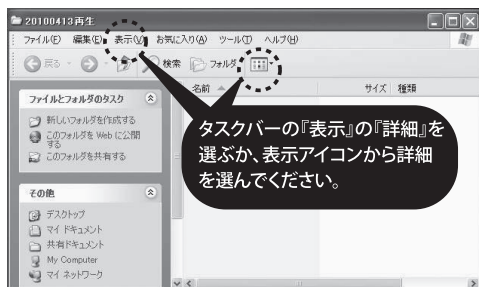 20100413再生
ファイル(F) 編集(E) 表示(V) お気に入り(A) ツール(T) ヘルプ(H)
戻る 検索 フォルダ
名前 サイズ 種類
ファイルとフォルダのタスク
新しいフォルダを作成する
このフォルダを Web に公開
する
このフォルダを共有する
タスクバーの『表示』の『詳細』を
選ぶか、表示アイコンから詳細
を選んでください。
その他
デスクトップ
マイ ドキュメント
共有ドキュメント
My Computer
マイ ネットワーク